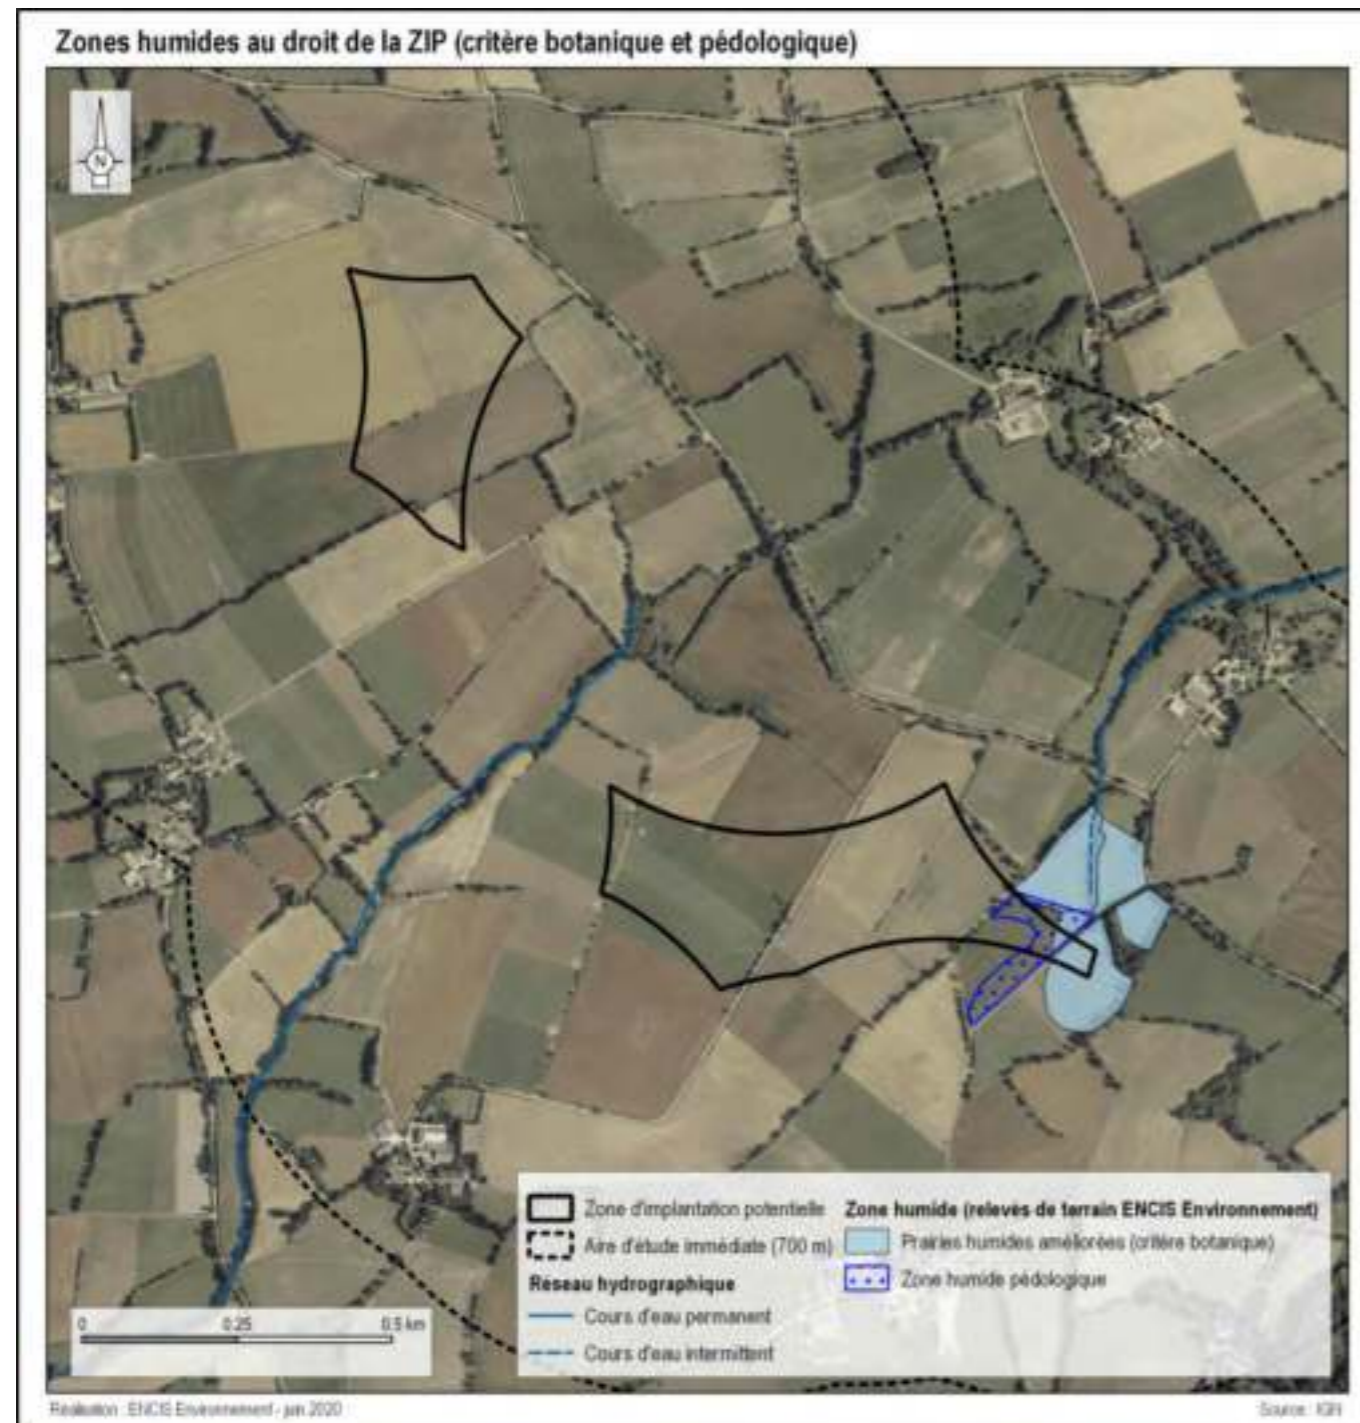 Zones humides au droit de la ZIP (critère botanique et pédologique)
N
Zone d'implantation potentielle
Aire d'étude immédiate (700 m)
Réseau hydrographique
Cours d'eau permanent
Cours d'eau intermittent
Zone humide (relevés de terrain ENCIS Environnement)
Prairies humides améliorées (critère botanique)
Zone humide pédologique
0 0.25 0.5 km
Réalisation : ENCIS Environnement - juin 2020
Source : IGN